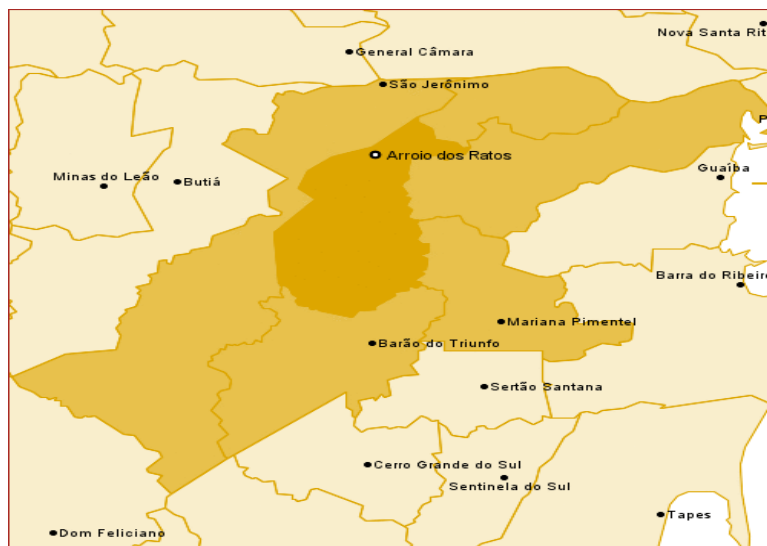 Nova Santa Rit
General Câmara
São Jerônimo
P
Arroio dos Ratos
Minas do Leão
Butiá
Guaíba
Barra do Ribeiro
Mariana Pimentel
Barão do Triunfo
Sertão Santana
Cerro Grande do Sul
Sentinela do Sul
Tapes
Dom Feliciano